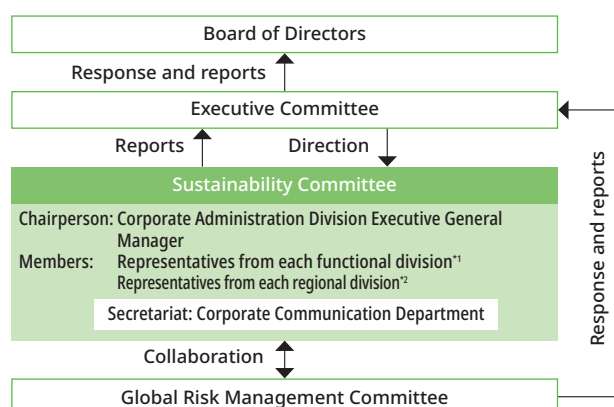 Board of Directors
Response and reports
Executive Committee
Reports
Direction
Sustainability Committee
Chairperson: Corporate Administration Division Executive General
Manager
Members: Representatives from each functional division*1
Representatives from each regional division*2
Secretariat: Corporate Communication Department
Collaboration
Global Risk Management Committee
Response and reports